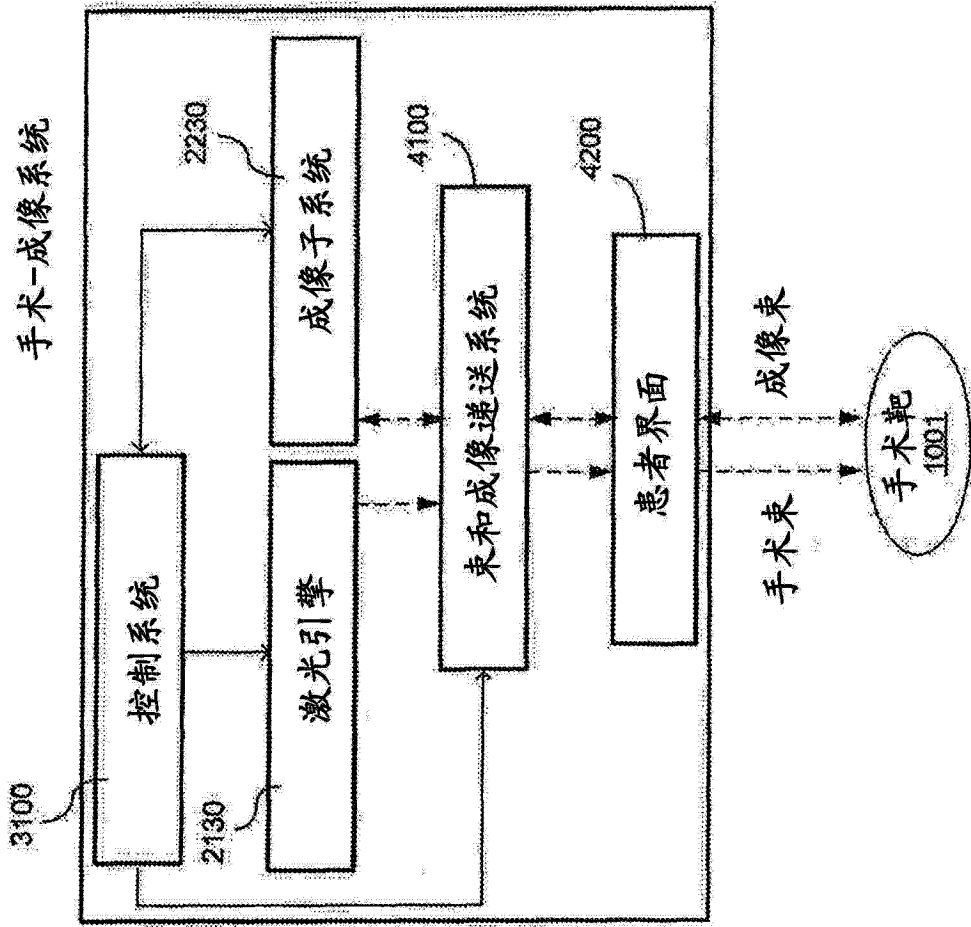 手术-成像系统
3100
控制系统
2130
激光引擎
2230
成像子系统
4100
束和成像递送系统
4200
患者界面
手术束
成像束
手术靶
1001